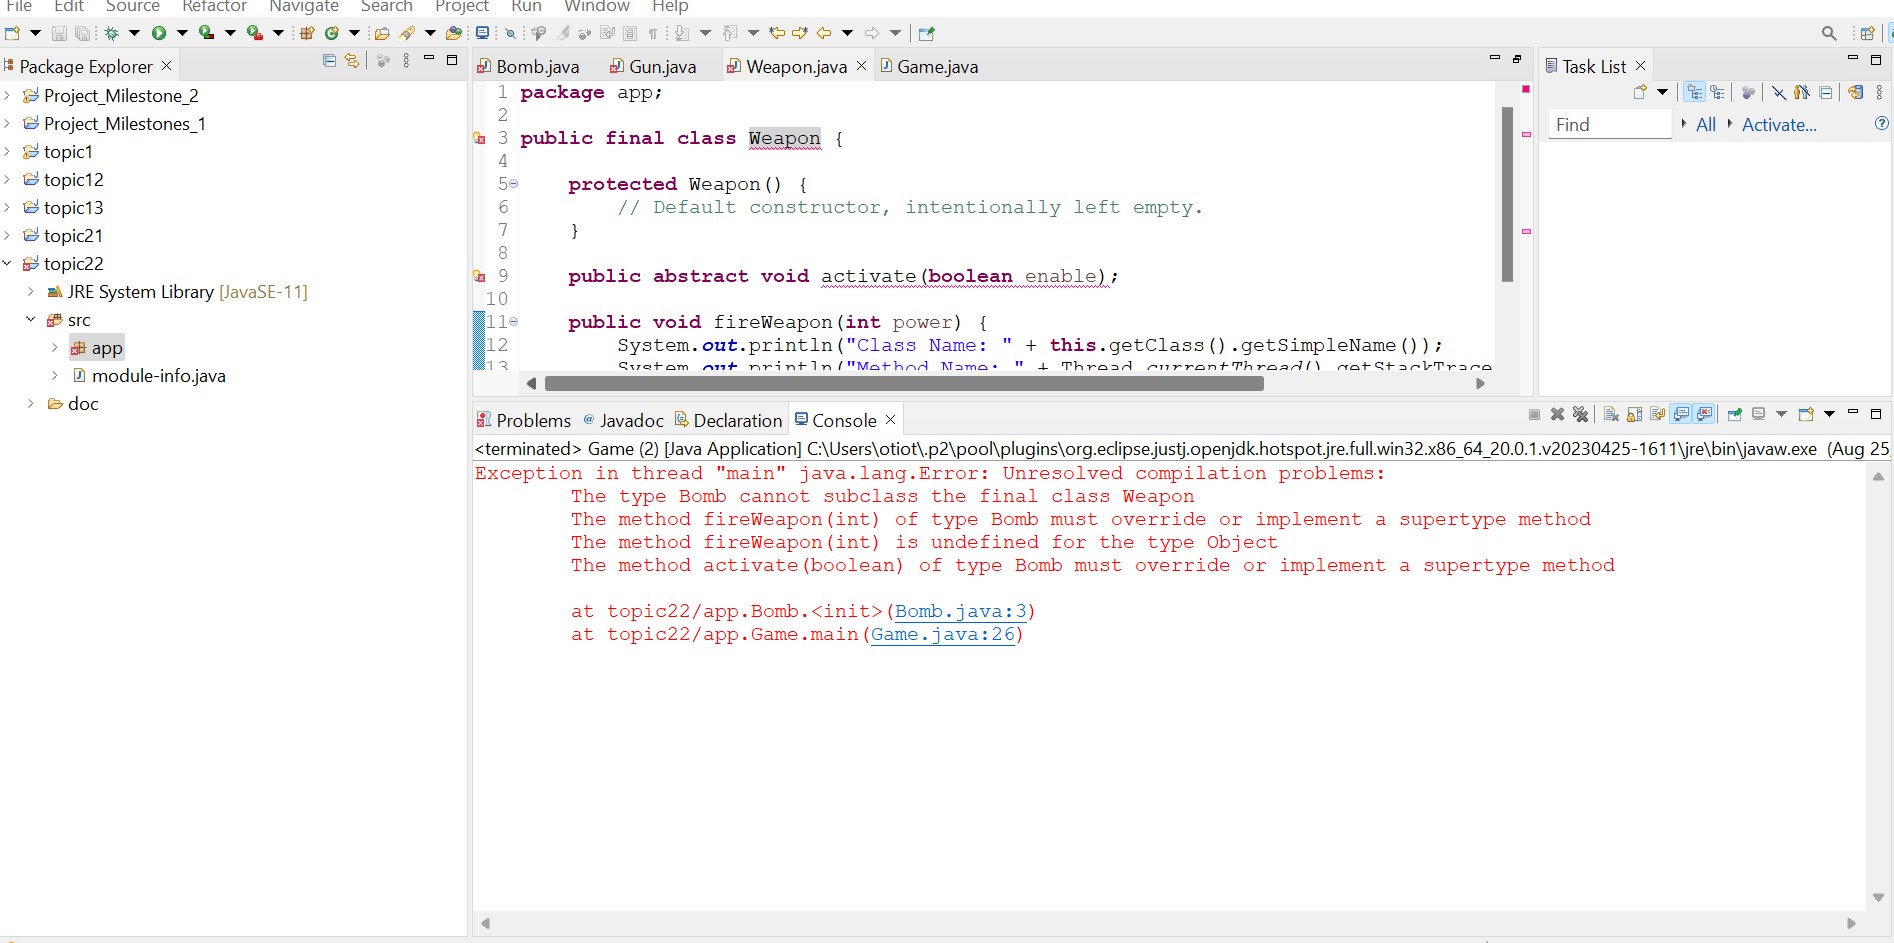 File Edit Source Refactor Navigate Search Project Run Window Help
Package Explorer
Project_Milestone_2
Project_Milestones_1
topic1
topic12
topic13
topic21
topic22
JRE System Library [JavaSE-11]
src
app
module-info.java
doc
Bomb.java Gun.java Weapon.java Game.java
1 package app;
2
3 public final class Weapon {
4
5 protected Weapon() {
6 // Default constructor, intentionally left empty.
7 }
8
9 public abstract void activate(boolean enable);
10
11 public void fireWeapon(int power) {
12 System.out.println("Class Name: " + this.getClass().getSimpleName());
13 System.out.println("Method Name: " + Thread.currentThread().getStackTrace
Task List
Find All Activate...
Problems Javadoc Declaration Console
<terminated> Game (2) [Java Application] C:\Users\otiot\.p2\pool\plugins\org.eclipse.justj.openjdk.hotspot.jre.full.win32.x86_64_20.0.1.v20230425-1611\jre\bin\javaw.exe (Aug 25,
Exception in thread "main" java.lang.Error: Unresolved compilation problems:
The type Bomb cannot subclass the final class Weapon
The method fireWeapon(int) of type Bomb must override or implement a supertype method
The method fireWeapon(int) is undefined for the type Object
The method activate(boolean) of type Bomb must override or implement a supertype method
at topic22/app.Bomb.<init>(Bomb.java:3)
at topic22/app.Game.main(Game.java:26)